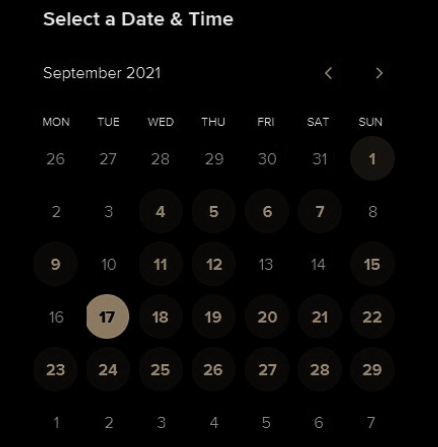 Select a Date & Time
September 2021
MON TUE WED THU FRI SAT SUN
26 27 28 29 30 31 1
2 3 4 5 6 7 8
9 10 11 12 13 14 15
16 17 18 19 20 21 22
23 24 25 26 27 28 29
1 2 3 4 5 6 7